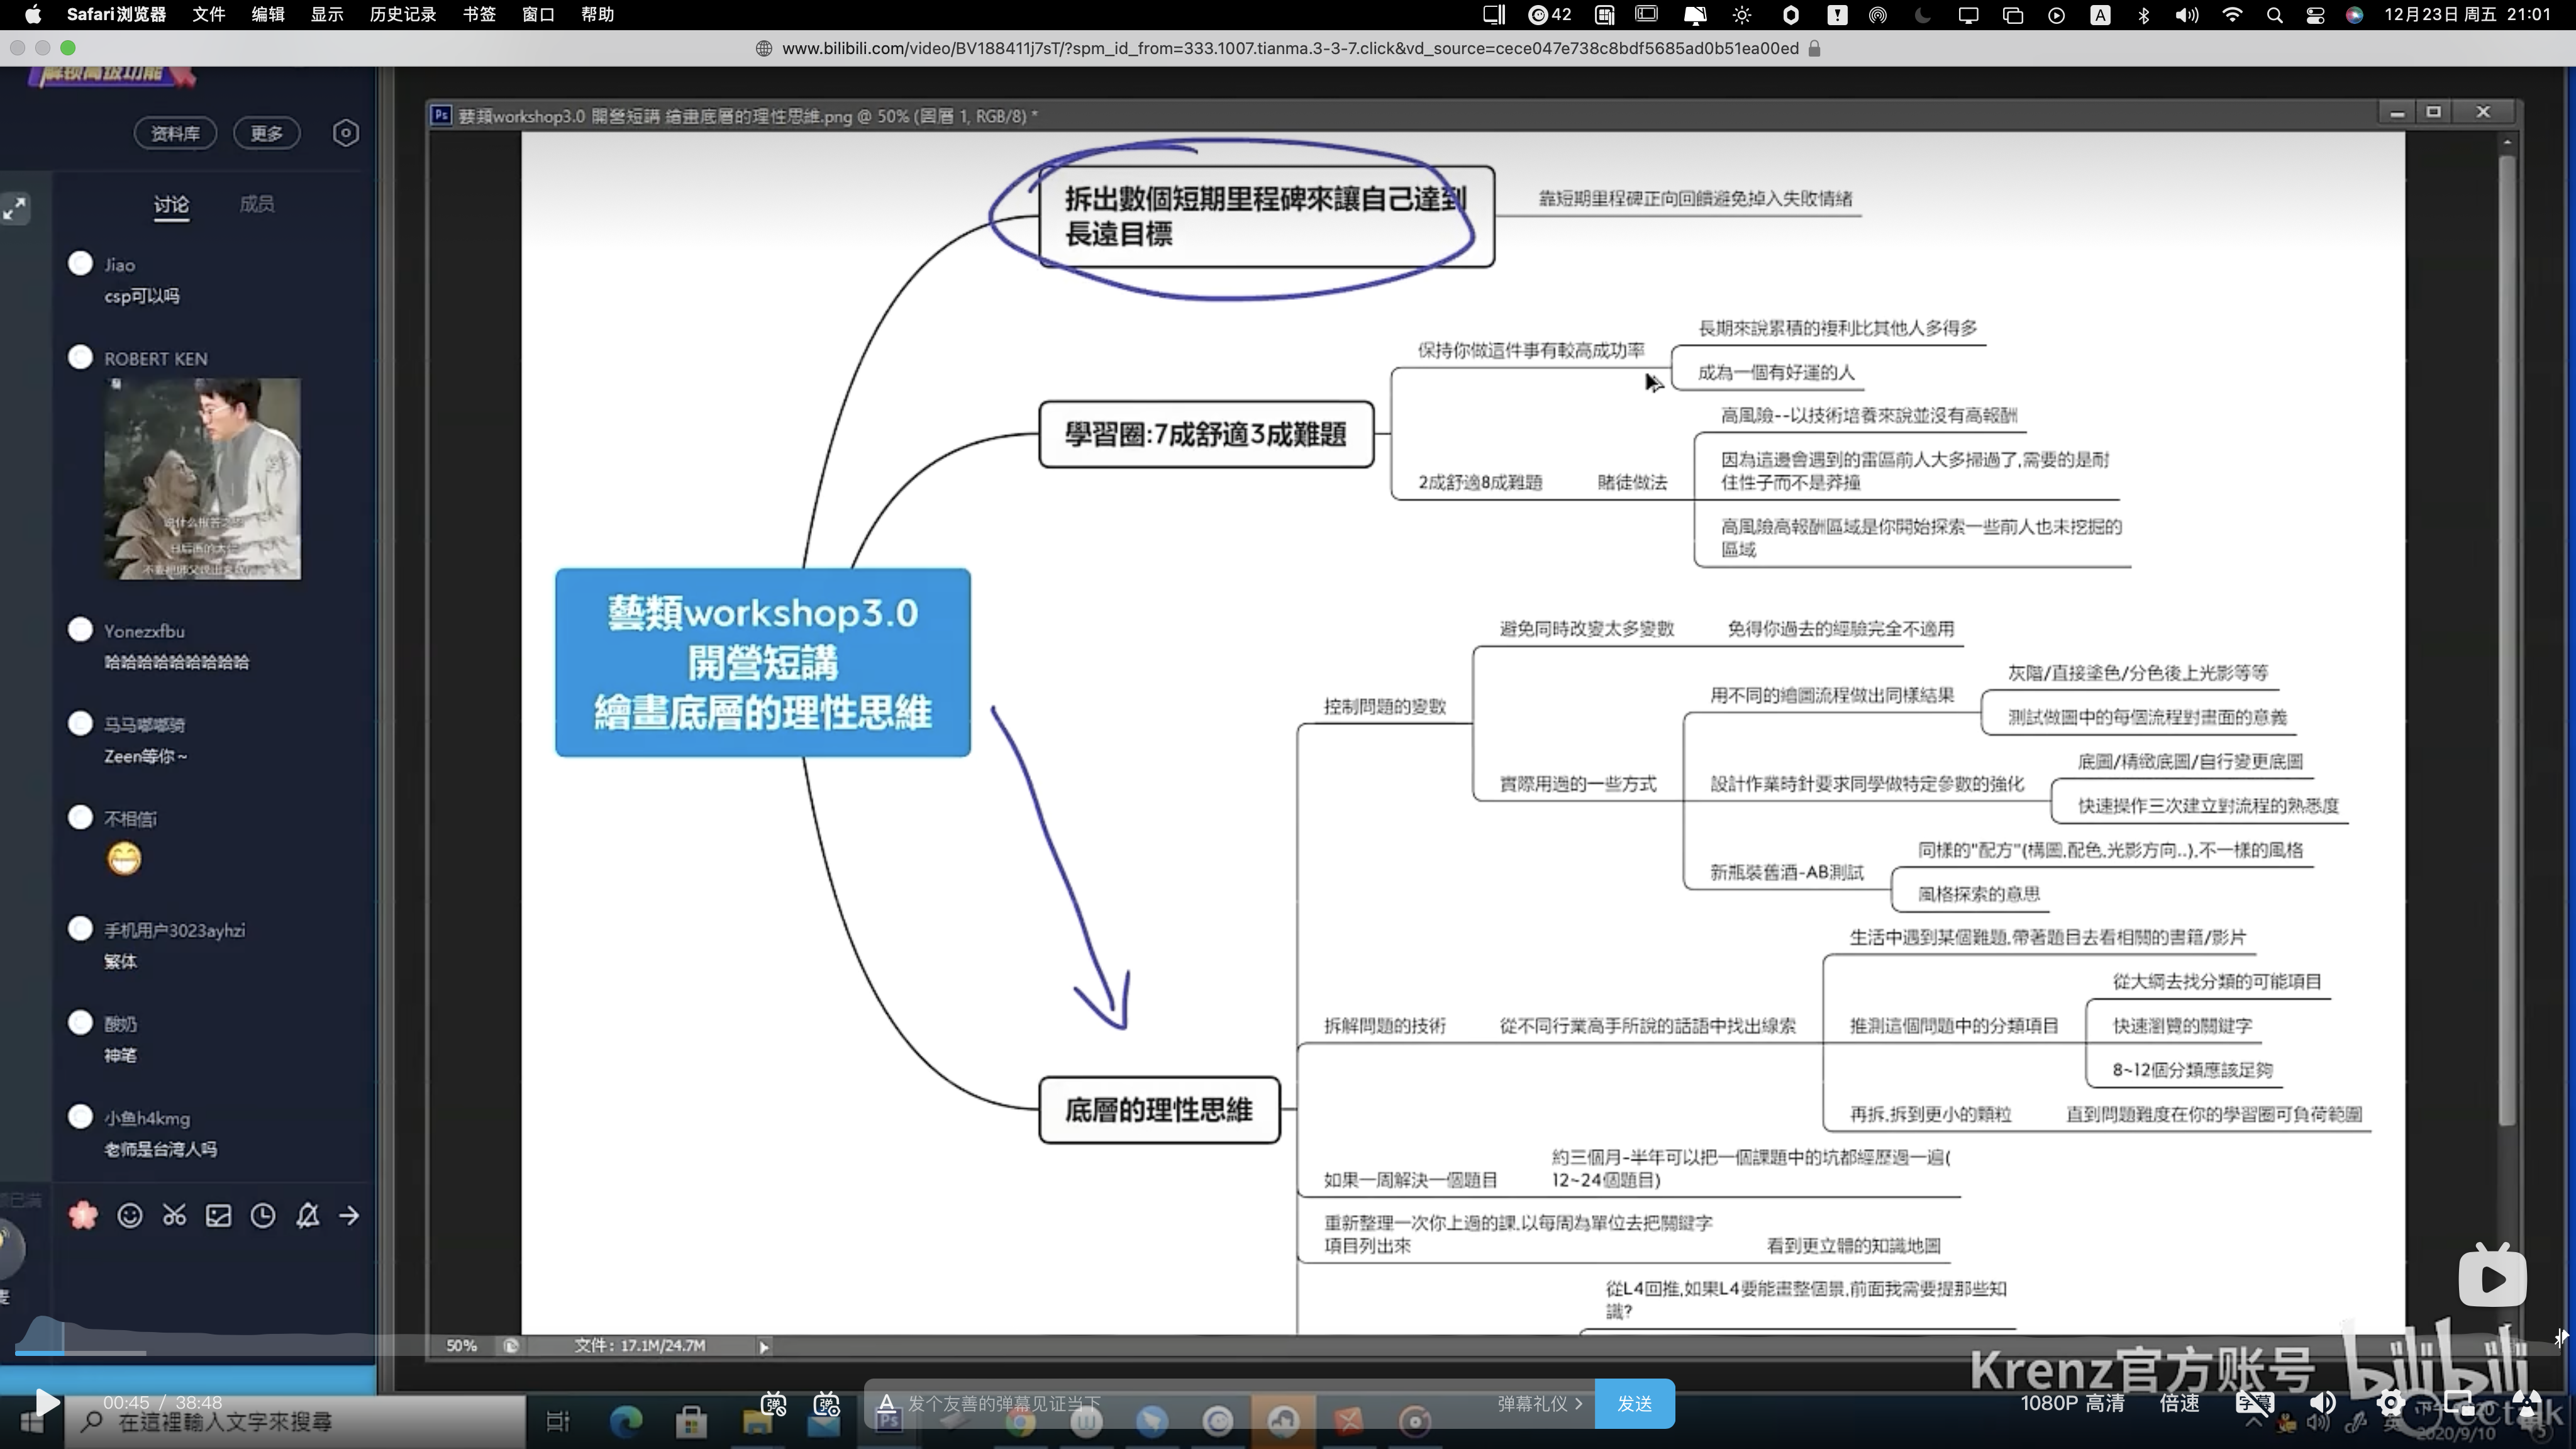 Safari浏览器 文件 编辑 显示 历史记录 书签 窗口 帮助
42
A
12月23日 周五 21:01
www.bilibili.com/video/BV188411j7sT/?spm_id_from=333.1007.tianma.3-3-7.click&vd_source=cece047e738c8bdf5685ad0b51ea00ed
解锁高级功能
资料库
更多
讨论
成员
Jiao
csp可以吗
ROBERT KEN
Yonezxfbu
哈哈哈哈哈哈哈哈哈
马马嘟嘟骑
Zeen等你~
不相信i
手机用户3023ayhzi
繁体
酸奶
神笔
小鱼h4kmg
老师是台湾人吗
Ps 藝類workshop3.0 開營短講 繪畫底層的理性思維.png @ 50% (圖層 1, RGB/8) *
藝類workshop3.0
開營短講
繪畫底層的理性思維
拆出數個短期里程碑來讓自己達到
長遠目標
靠短期里程碑正向回饋避免掉入失敗情緒
學習圈:7成舒適3成難題
保持你做這件事有較高成功率
長期來說累積的複利比其他人多得多
成為一個有好運的人
2成舒適8成難題
賭徒做法
高風險--以技術培養來說並沒有高報酬
因為這邊會遇到的雷區前人大多掃過了,需要的是耐
住性子而不是莽撞
高風險高報酬區域是你開始探索一些前人也未挖掘的
區域
底層的理性思維
控制問題的變數
避免同時改變太多變數
免得你過去的經驗完全不適用
實際用過的一些方式
用不同的繪圖流程做出同樣結果
灰階/直接塗色/分色後上光影等等
測試做圖中的每個流程對畫面的意義
設計作業時針要求同學做特定參數的強化
底圖/精緻底圖/自行變更底圖
快速操作三次建立對流程的熟悉度
新瓶裝舊酒-AB測試
同樣的"配方"(構圖,配色,光影方向..),不一樣的風格
風格探索的意思
拆解問題的技術
從不同行業高手所說的話語中找出線索
生活中遇到某個難題,帶著題目去看相關的書籍/影片
推測這個問題中的分類項目
從大綱去找分類的可能項目
快速瀏覽的關鍵字
8~12個分類應該足夠
再拆,拆到更小的顆粒
直到問題難度在你的學習圈可負荷範圍
如果一周解決一個題目
約三個月-半年可以把一個課題中的坑都經歷過一遍(
12~24個題目)
重新整理一次你上過的課,以每周為單位去把關鍵字
項目列出來
看到更立體的知識地圖
從L4回推,如果L4要能畫整個景,前面我需要提那些知
識?
50%
文件: 17.1M/24.7M
Krenz官方账号 bilibili
00:45 / 38:48
发个友善的弹幕见证当下
弹幕礼仪
发送
1080P 高清
倍速
字幕
在這裡輸入文字來搜尋
CCtalk
2020/9/10